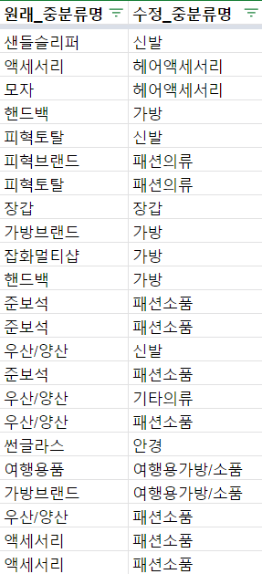 원래_중분류명 수정_중분류명
샌들슬리퍼 신발
액세서리 헤어액세서리
모자 헤어액세서리
핸드백 가방
피혁토탈 신발
피혁브랜드 패션의류
피혁토탈 패션의류
장갑 장갑
가방브랜드 가방
잡화멀티샵 가방
핸드백 가방
준보석 패션소품
준보석 패션소품
우산/양산 신발
준보석 패션소품
우산/양산 기타의류
우산/양산 패션소품
썬글라스 안경
여행용품 여행용가방/소품
가방브랜드 여행용가방/소품
우산/양산 패션소품
액세서리 패션소품
액세서리 패션소품